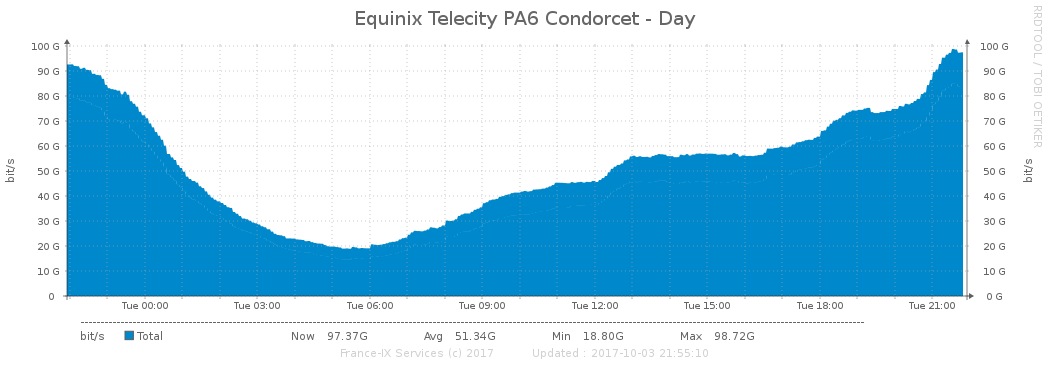 Equinix Telecity PA6 Condorcet - Day
RRDTOOL / TOBI OETIKER
100 G 100 G
90 G 90 G
80 G 80 G
70 G 70 G
60 G 60 G
50 G 50 G
40 G 40 G
30 G 30 G
20 G 20 G
10 G 10 G
0 0 G
bit/s bit/s
Tue 00:00 Tue 03:00 Tue 06:00 Tue 09:00 Tue 12:00 Tue 15:00 Tue 18:00 Tue 21:00
bit/s Total Now 97.37G Avg 51.34G Min 18.80G Max 98.72G
France-IX Services (c) 2017 Updated : 2017-10-03 21:55:10